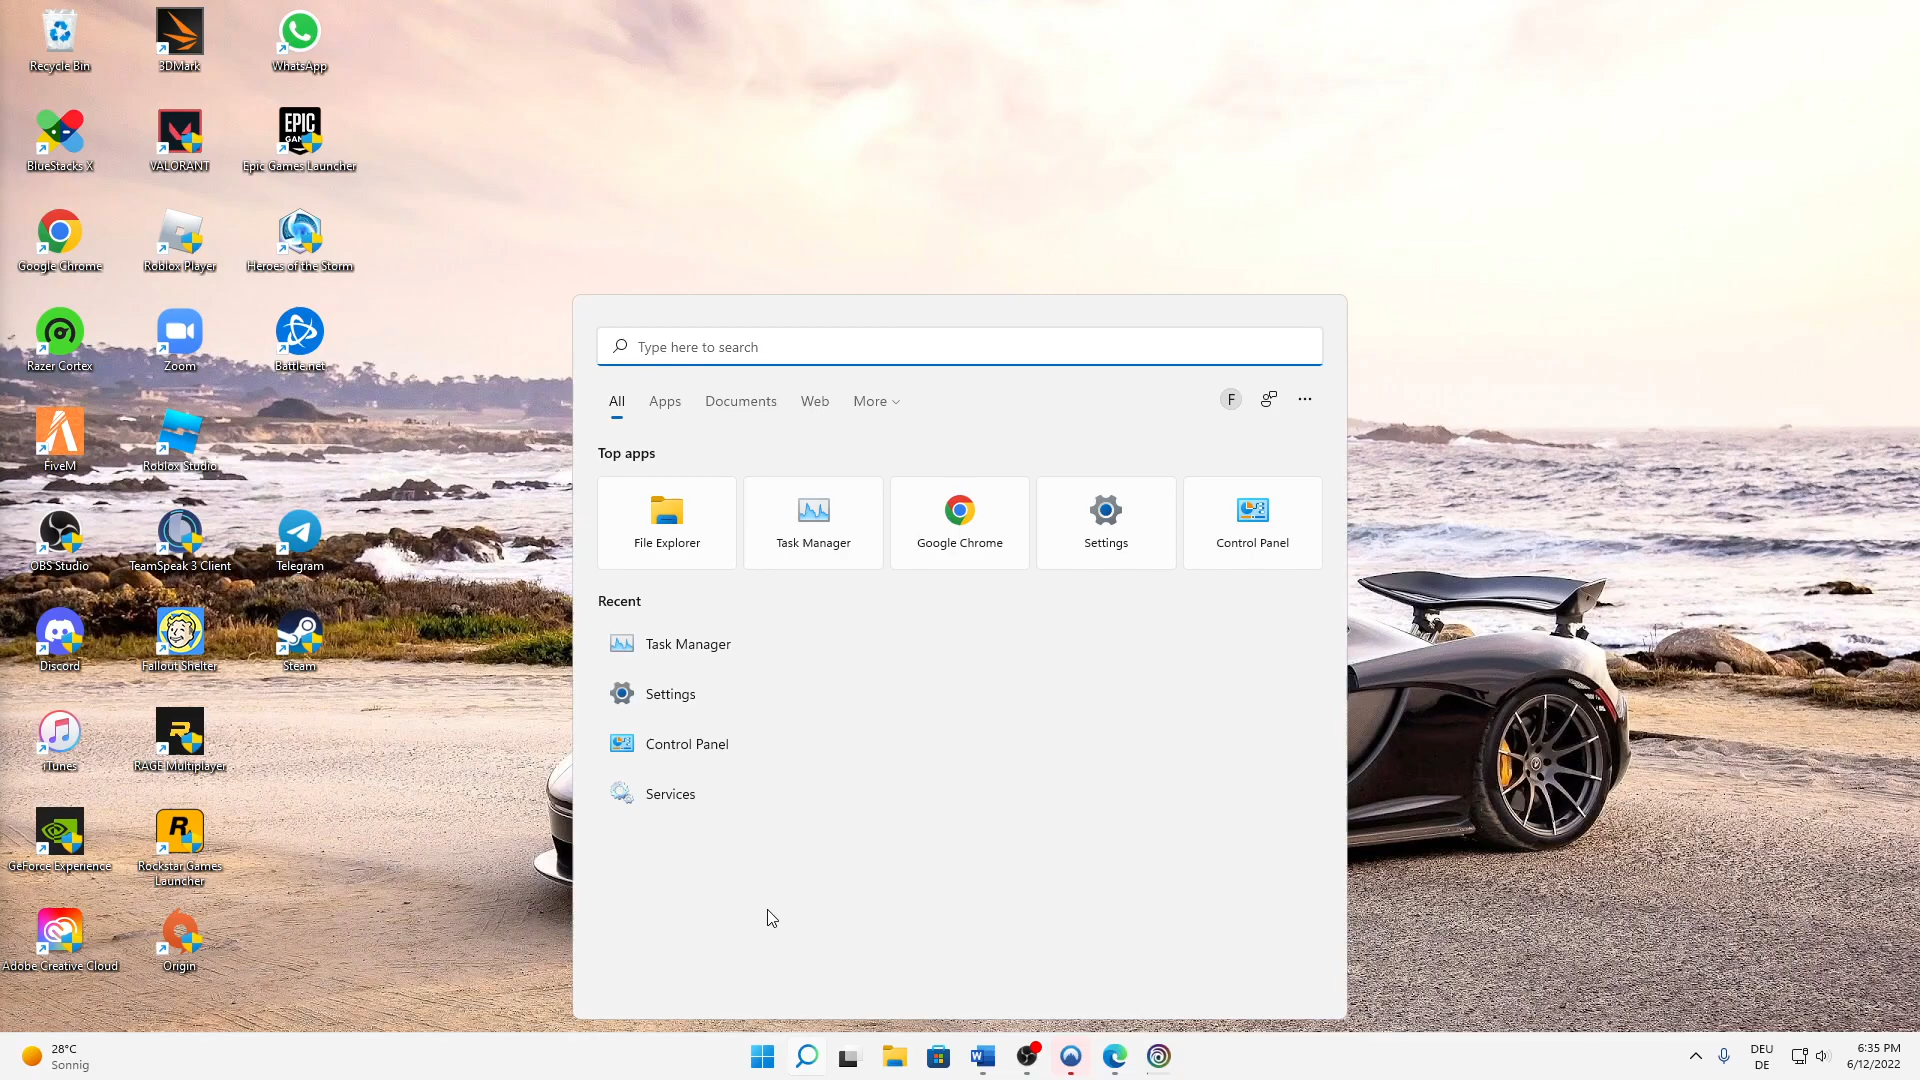 Recycle Bin
3DMark
WhatsApp
EPIC
BlueStacks X
VALORANT
Epic Games Launcher
Google Chrome
Roblox Player
Heroes of the Storm
Razer Cortex
Zoom
Battle.net
FiveM
Roblox Studio
OBS Studio
TeamSpeak 3 Client
Telegram
Discord
Fallout Shelter
Steam
iTunes
RAGE Multiplayer
GeForce Experience
Rockstar Games
Launcher
Adobe Creative Cloud
Origin
Type here to search
All Apps Documents Web More
F
Top apps
File Explorer
Task Manager
Google Chrome
Settings
Control Panel
Recent
Task Manager
Settings
Control Panel
Services
28°C
Sonnig
DEU
DE
6:35 PM
6/12/2022